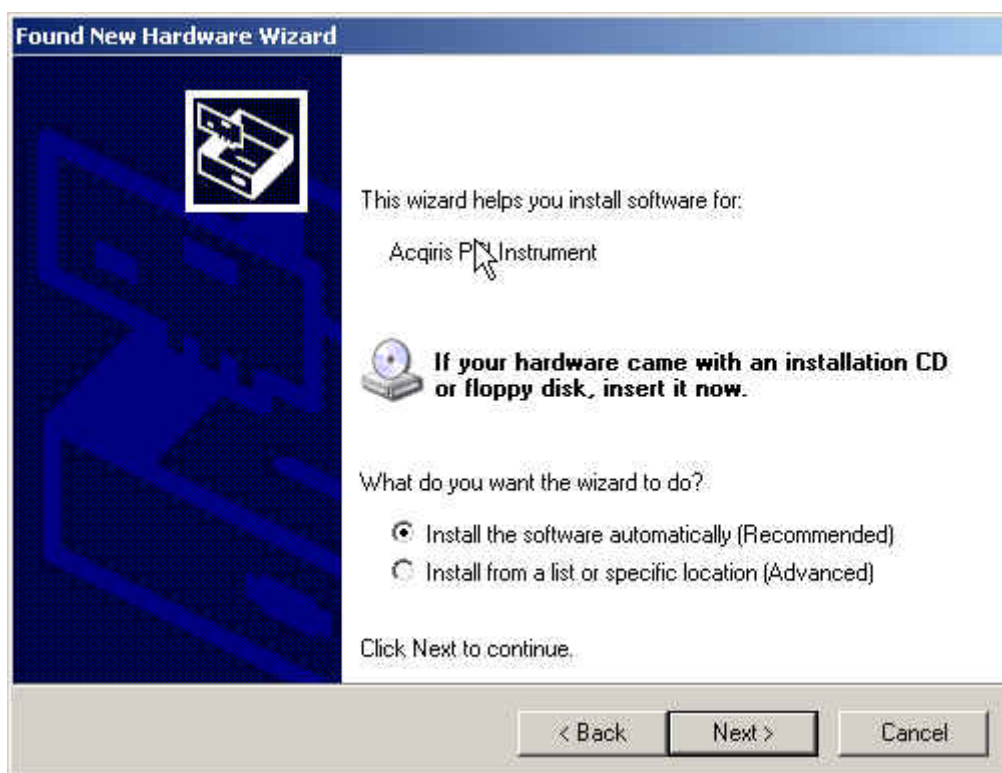 Found New Hardware Wizard
This wizard helps you install software for:
Acqiris Instrument
If your hardware came with an installation CD
or floppy disk, insert it now.
What do you want the wizard to do?
Install the software automatically (Recommended)
Install from a list or specific location (Advanced)
Click Next to continue.
< Back
Next >
Cancel